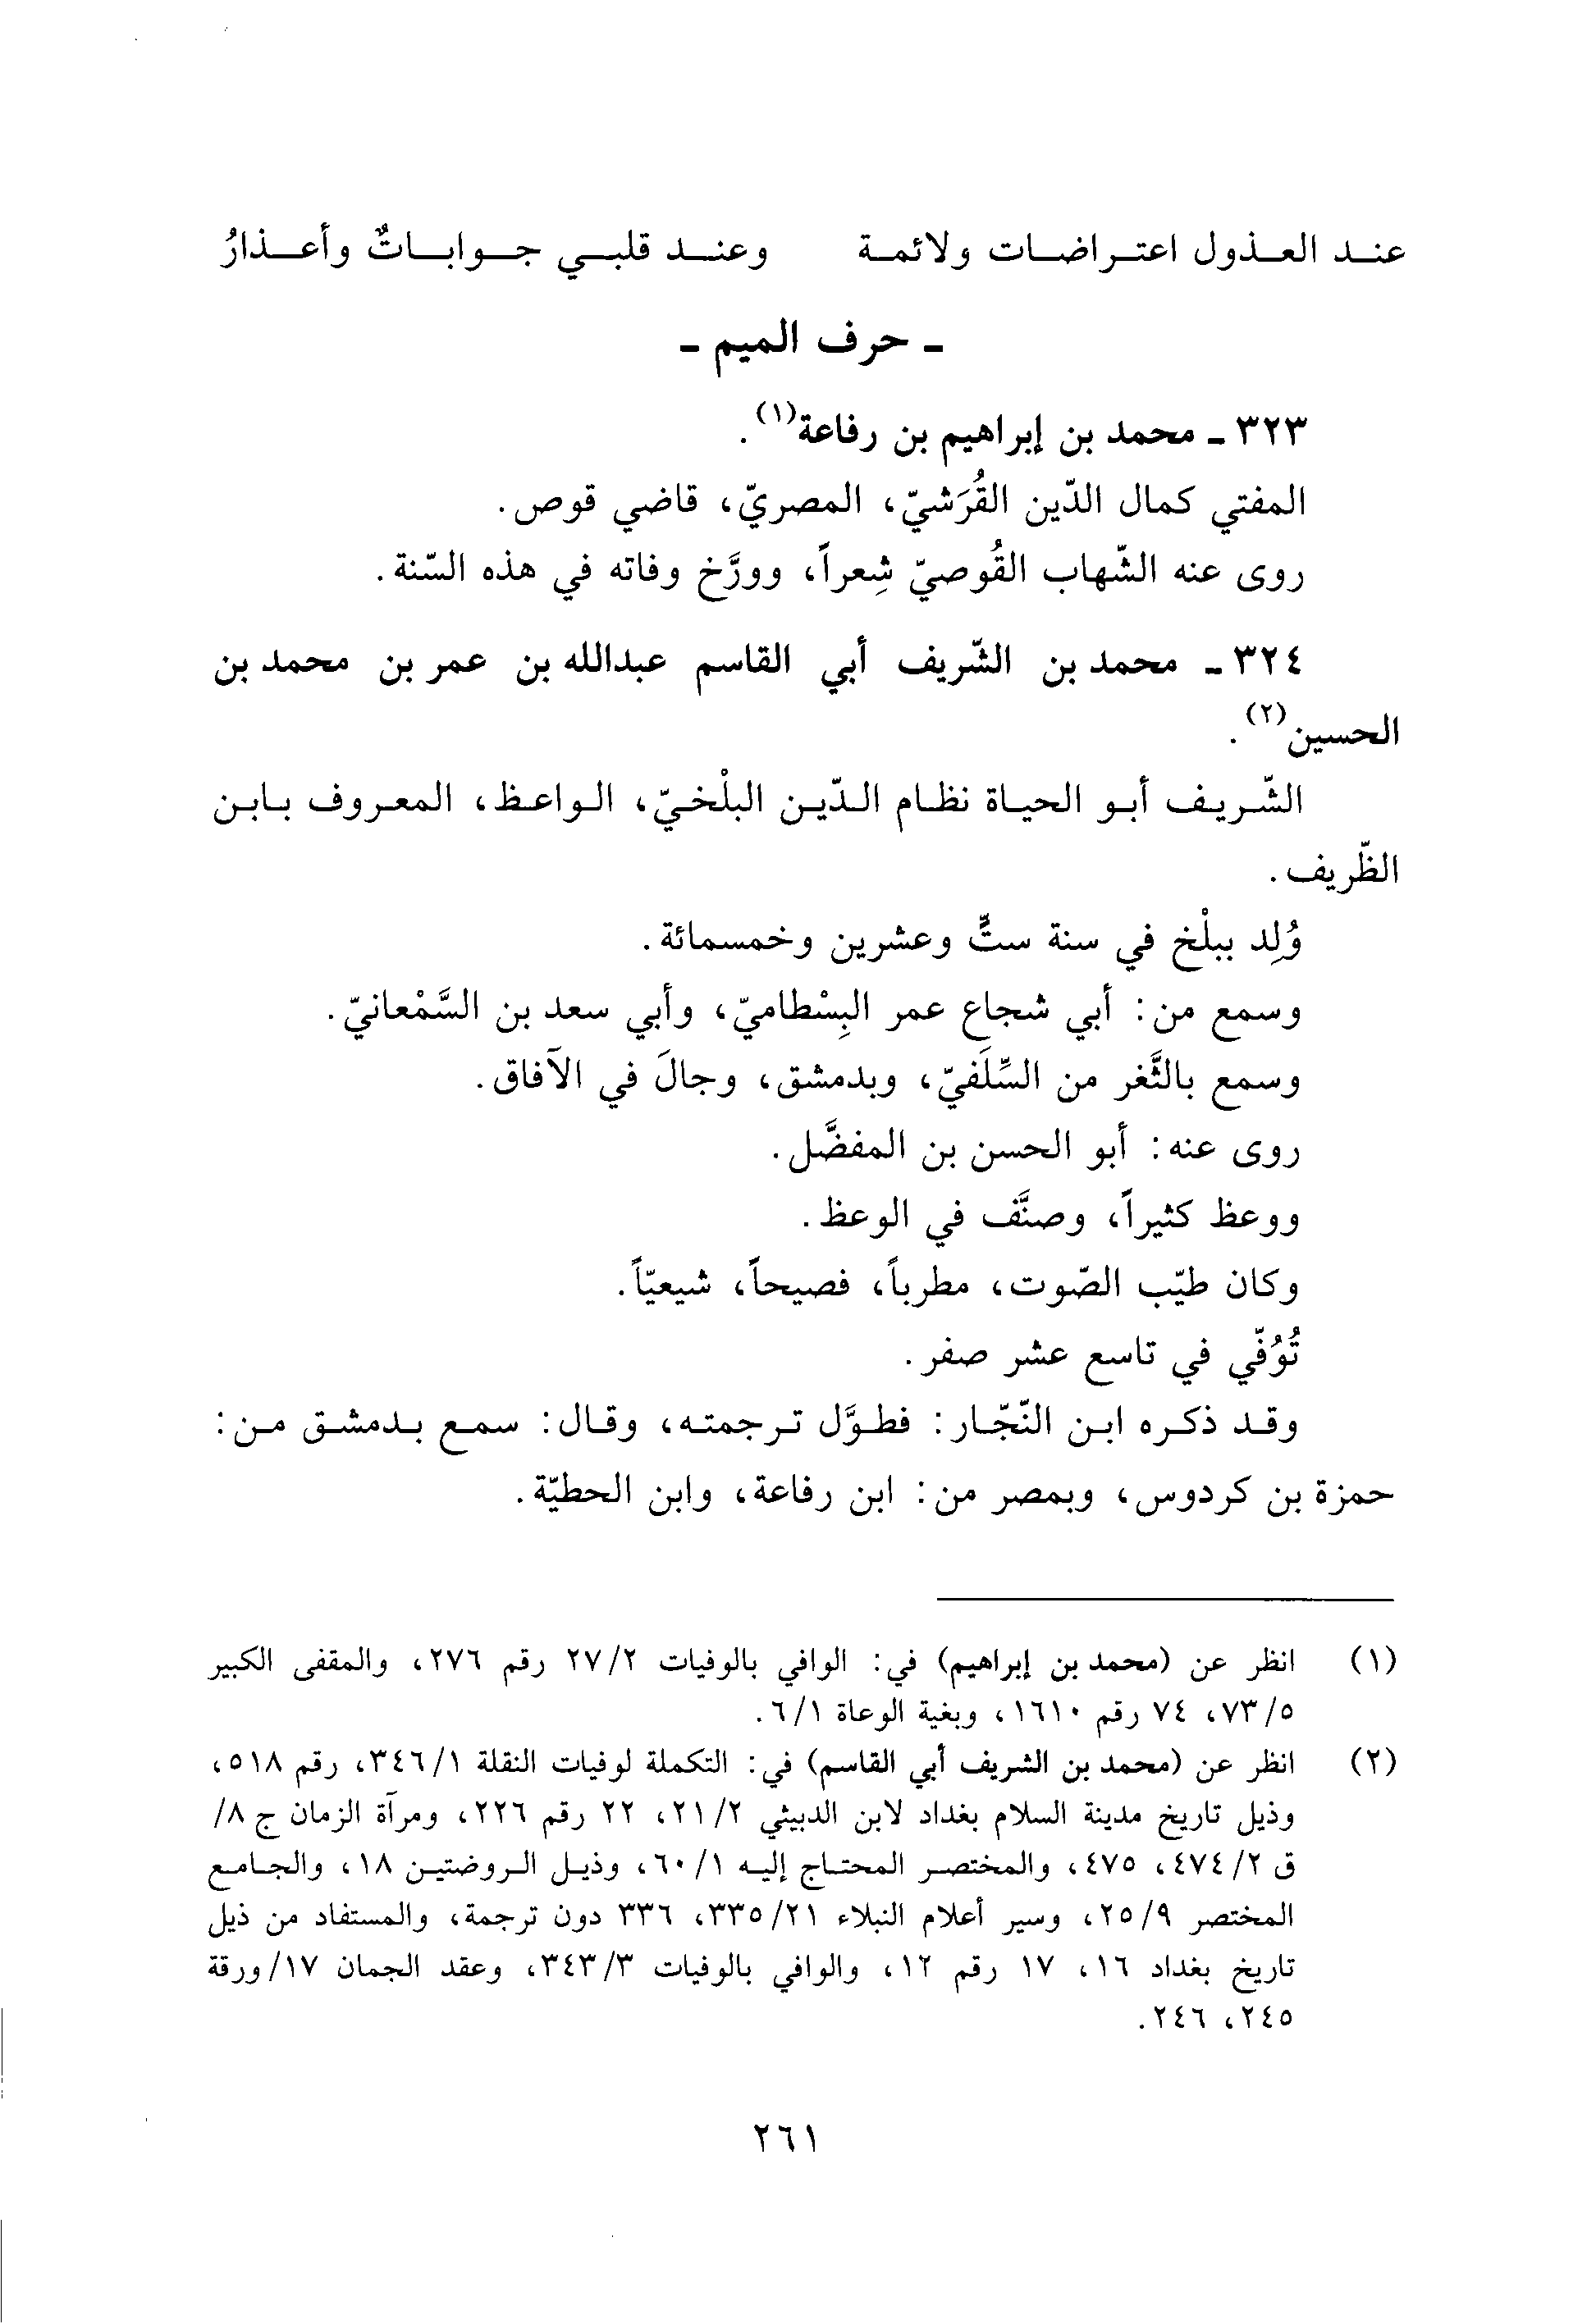 عند العذول اعتراضات ولائمة وعند قلبي جوابات وأعذارُ
- حرف الميم -
٣٢٣ - محمد بن إبراهيم بن رفاعة(١).
المفتي كمال الدّين القُرَشيّ، المصريّ، قاضي قوص.
روى عنه الشّهاب القُوصيّ شِعراً، وورَّخ وفاته في هذه السّنة.
٣٢٤ - محمد بن الشّريف أبي القاسم عبدالله بن عمر بن محمد بن
الحسين(٢).
الشّريف أبو الحياة نظام الدّين البلْخيّ، الواعظ، المعروف بابن
الظّريف.
وُلِد ببلْخ في سنة ستٍّ وعشرين وخمسمائة.
وسمع من: أبي شجاع عمر البِسْطاميّ، وأبي سعد بن السَّمْعانيّ.
وسمع بالثَّغر من السِّلَفيّ، وبدمشق، وجالَ في الآفاق.
روى عنه: أبو الحسن بن المفضَّل.
ووعظ كثيراً، وصنَّف في الوعظ.
وكان طيّب الصّوت، مطرباً، فصيحاً، شيعيّاً.
تُوُفّي في تاسع عشر صفر.
وقد ذكره ابن النّجّار: فطوَّل ترجمته، وقال: سمع بدمشق من:
حمزة بن كردوس، وبمصر من: ابن رفاعة، وابن الحطيّة.
(١) انظر عن (محمد بن إبراهيم) في: الوافي بالوفيات ٢٧/٢ رقم ٢٧٦، والمقفى الكبير
٧٣/٥، ٧٤ رقم ١٦١٠، وبغية الوعاة ٦/١.
(٢) انظر عن (محمد بن الشريف أبي القاسم) في: التكملة لوفيات النقلة ٣٤٦/١، رقم ٥١٨،
وذيل تاريخ مدينة السلام بغداد لابن الدبيثي ٢١/٢، ٢٢ رقم ٢٢٦، ومرآة الزمان ج ٨/
ق ٤٧٤/٢، ٤٧٥، والمختصر المحتاج إليه ٦٠/١، وذيل الروضتين ١٨، والجامع
المختصر ٢٥/٩، وسير أعلام النبلاء ٣٣٥/٢١، ٣٣٦ دون ترجمة، والمستفاد من ذيل
تاريخ بغداد ١٦، ١٧ رقم ١٢، والوافي بالوفيات ٣٤٣/٣، وعقد الجمان ١٧/ورقة
٢٤٥، ٢٤٦.
٢٦١